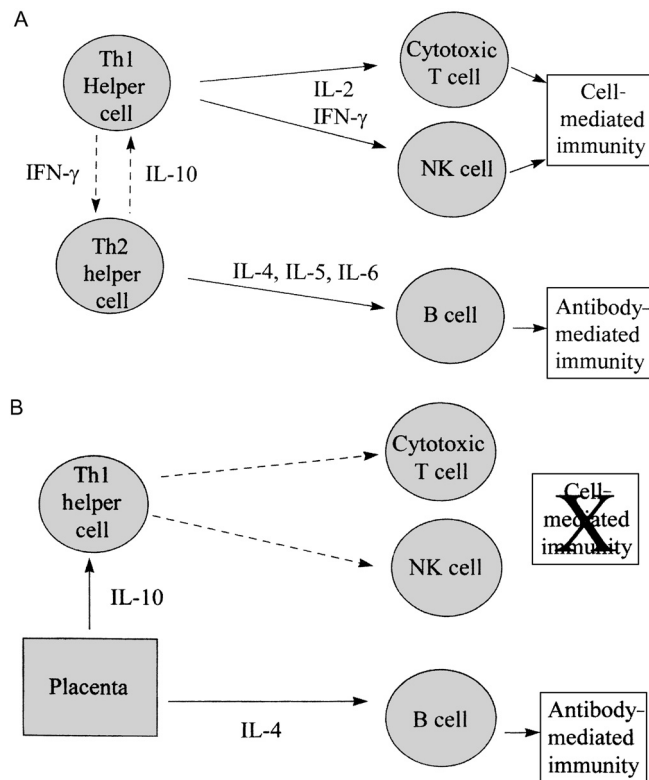 A
Th1
Helper
cell
Cytotoxic
T cell
IL-2
IFN-γ
Cell-
mediated
immunity
IFN-γ
IL-10
NK cell
Th2
helper
cell
IL-4, IL-5, IL-6
B cell
Antibody-
mediated
immunity
B
Th1
helper
cell
Cytotoxic
T cell
Cell-
mediated
immunity
X
NK cell
IL-10
Placenta
IL-4
B cell
Antibody-
mediated
immunity